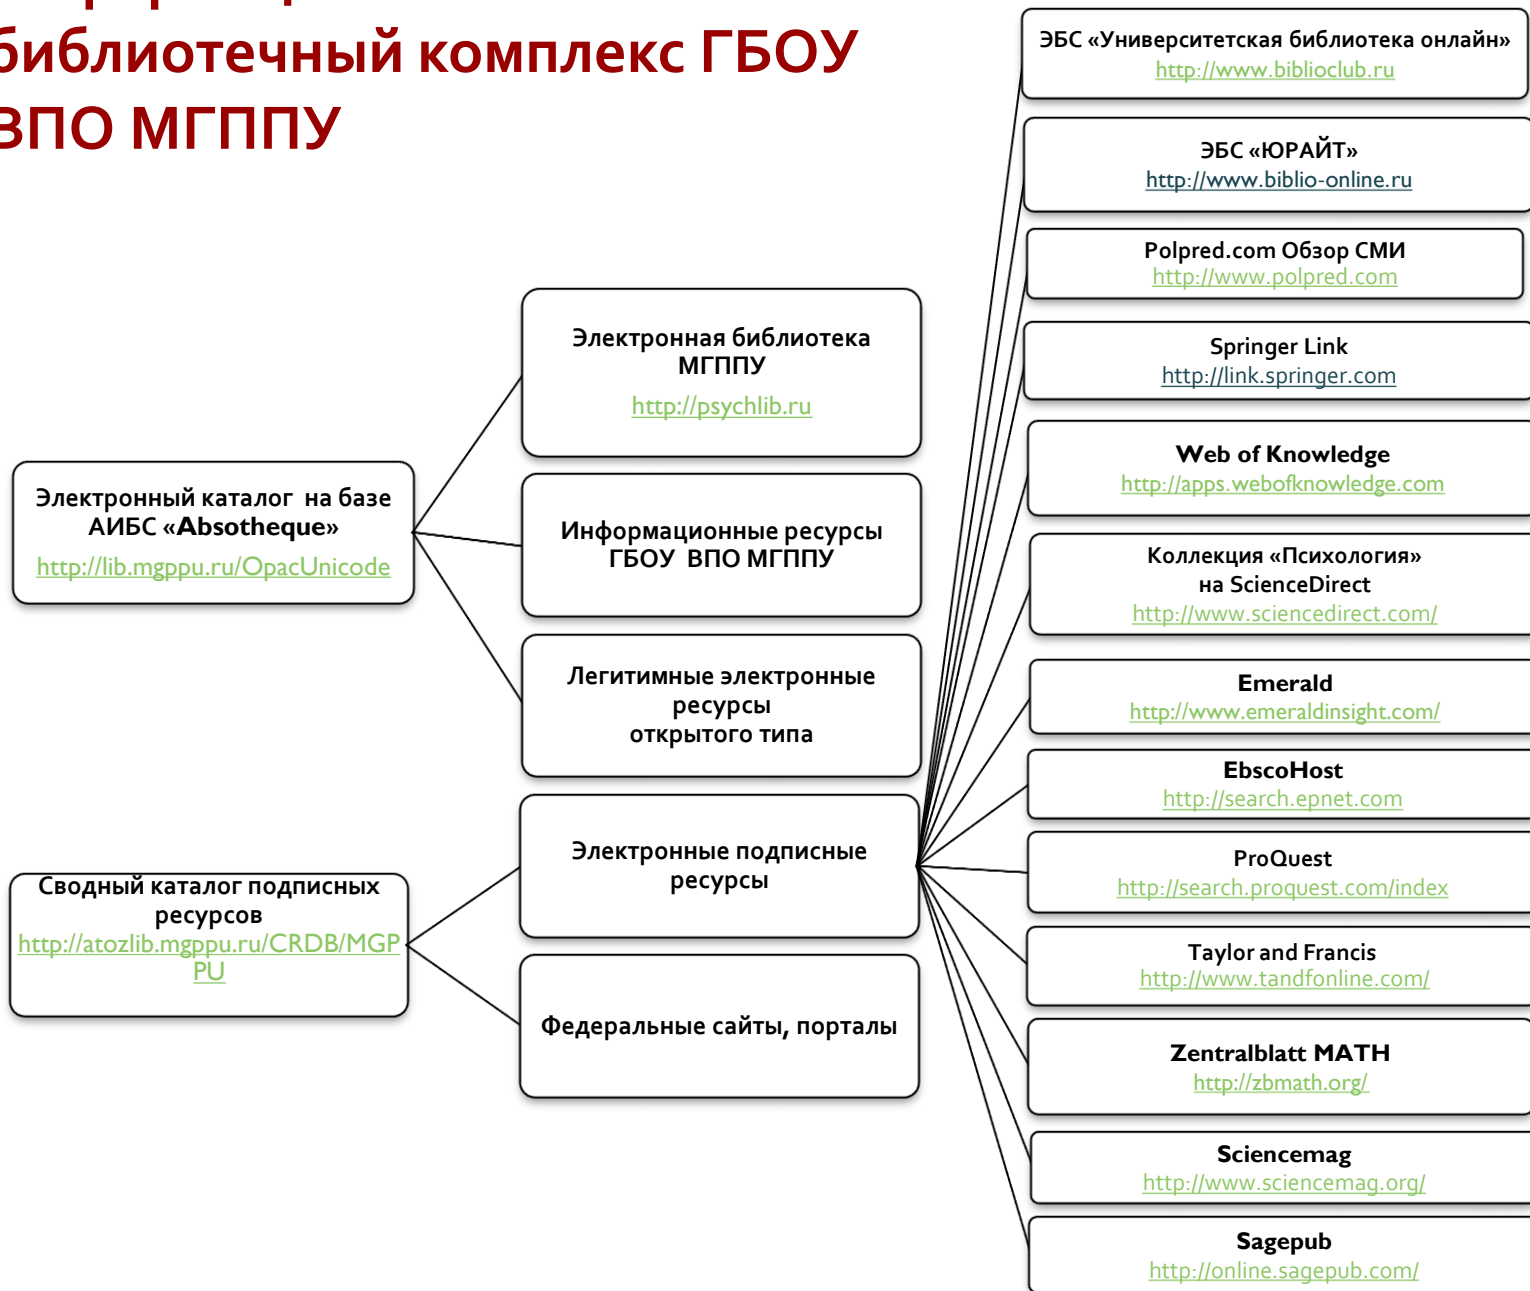 библиотечный комплекс ГБОУ
ВПО МГППУ
Электронный каталог на базе
АИБС «Absotheque»
http://lib.mgppu.ru/OpacUnicode
Сводный каталог подписных
ресурсов
http://atozlib.mgppu.ru/CRDB/MGP
PU
Электронная библиотека
МГППУ
http://psychlib.ru
Информационные ресурсы
ГБОУ ВПО МГППУ
Легитимные электронные
ресурсы
открытого типа
Электронные подписные
ресурсы
Федеральные сайты, порталы
ЭБС «Университетская библиотека онлайн»
http://www.biblioclub.ru
ЭБС «ЮРАЙТ»
http://www.biblio-online.ru
Polpred.com Обзор СМИ
http://www.polpred.com
Springer Link
http://link.springer.com
Web of Knowledge
http://apps.webofknowledge.com
Коллекция «Психология»
на ScienceDirect
http://www.sciencedirect.com/
Emerald
http://www.emeraldinsight.com/
EbscoHost
http://search.epnet.com
ProQuest
http://search.proquest.com/index
Taylor and Francis
http://www.tandfonline.com/
Zentralblatt MATH
http://zbmath.org/
Sciencemag
http://www.sciencemag.org/
Sagepub
http://online.sagepub.com/